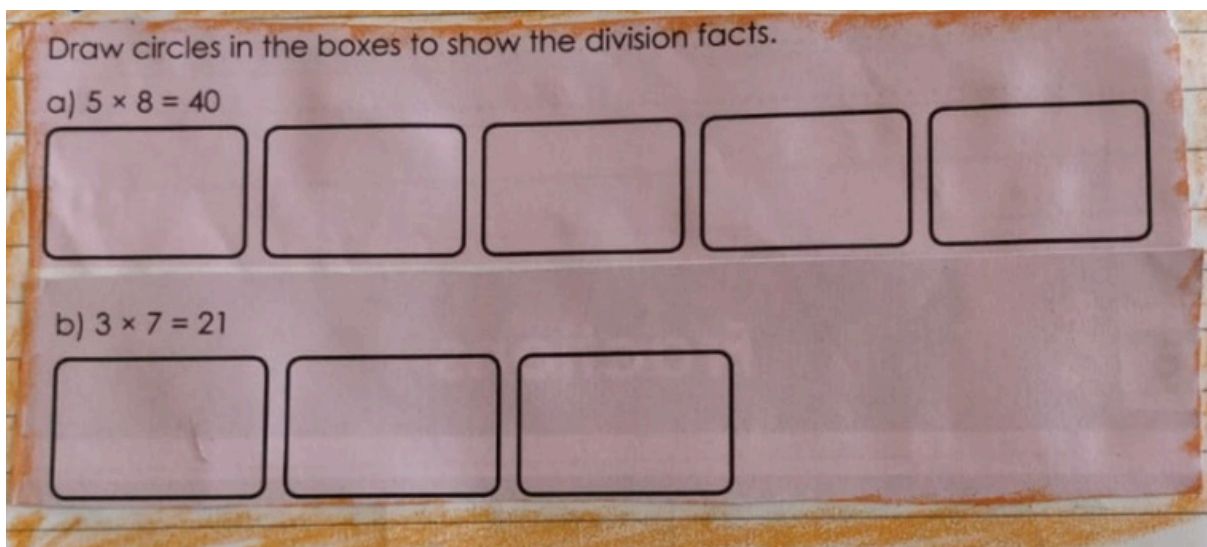 Draw circles in the boxes to show the division facts.
a) 5 × 8 = 40
b) 3 × 7 = 21